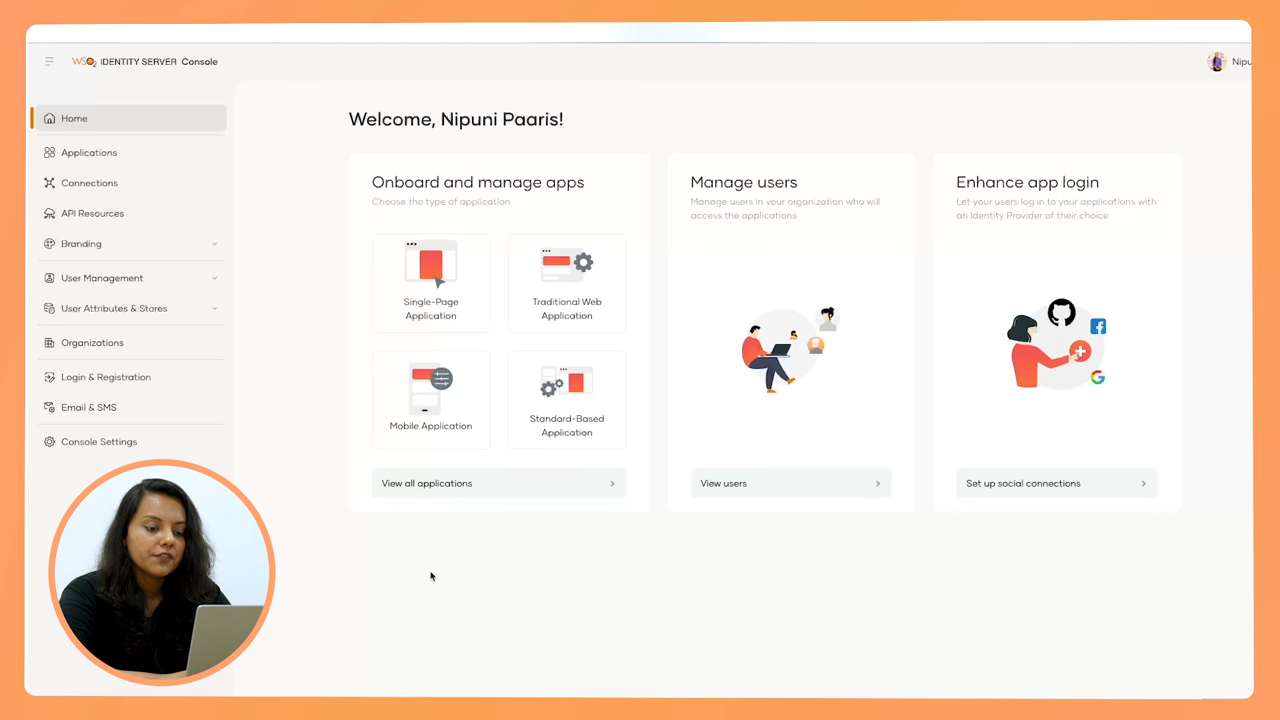 WSO2 IDENTITY SERVER Console
Nipu
Home
Applications
Connections
API Resources
Branding
User Management
User Attributes & Stores
Organizations
Login & Registration
Email & SMS
Console Settings
Welcome, Nipuni Paaris!
Onboard and manage apps
Choose the type of application
Single-Page
Application
Traditional Web
Application
Mobile Application
Standard-Based
Application
View all applications
Manage users
Manage users in your organization who will
access the applications
View users
Enhance app login
Let your users log in to your applications with
an Identity Provider of their choice
Set up social connections